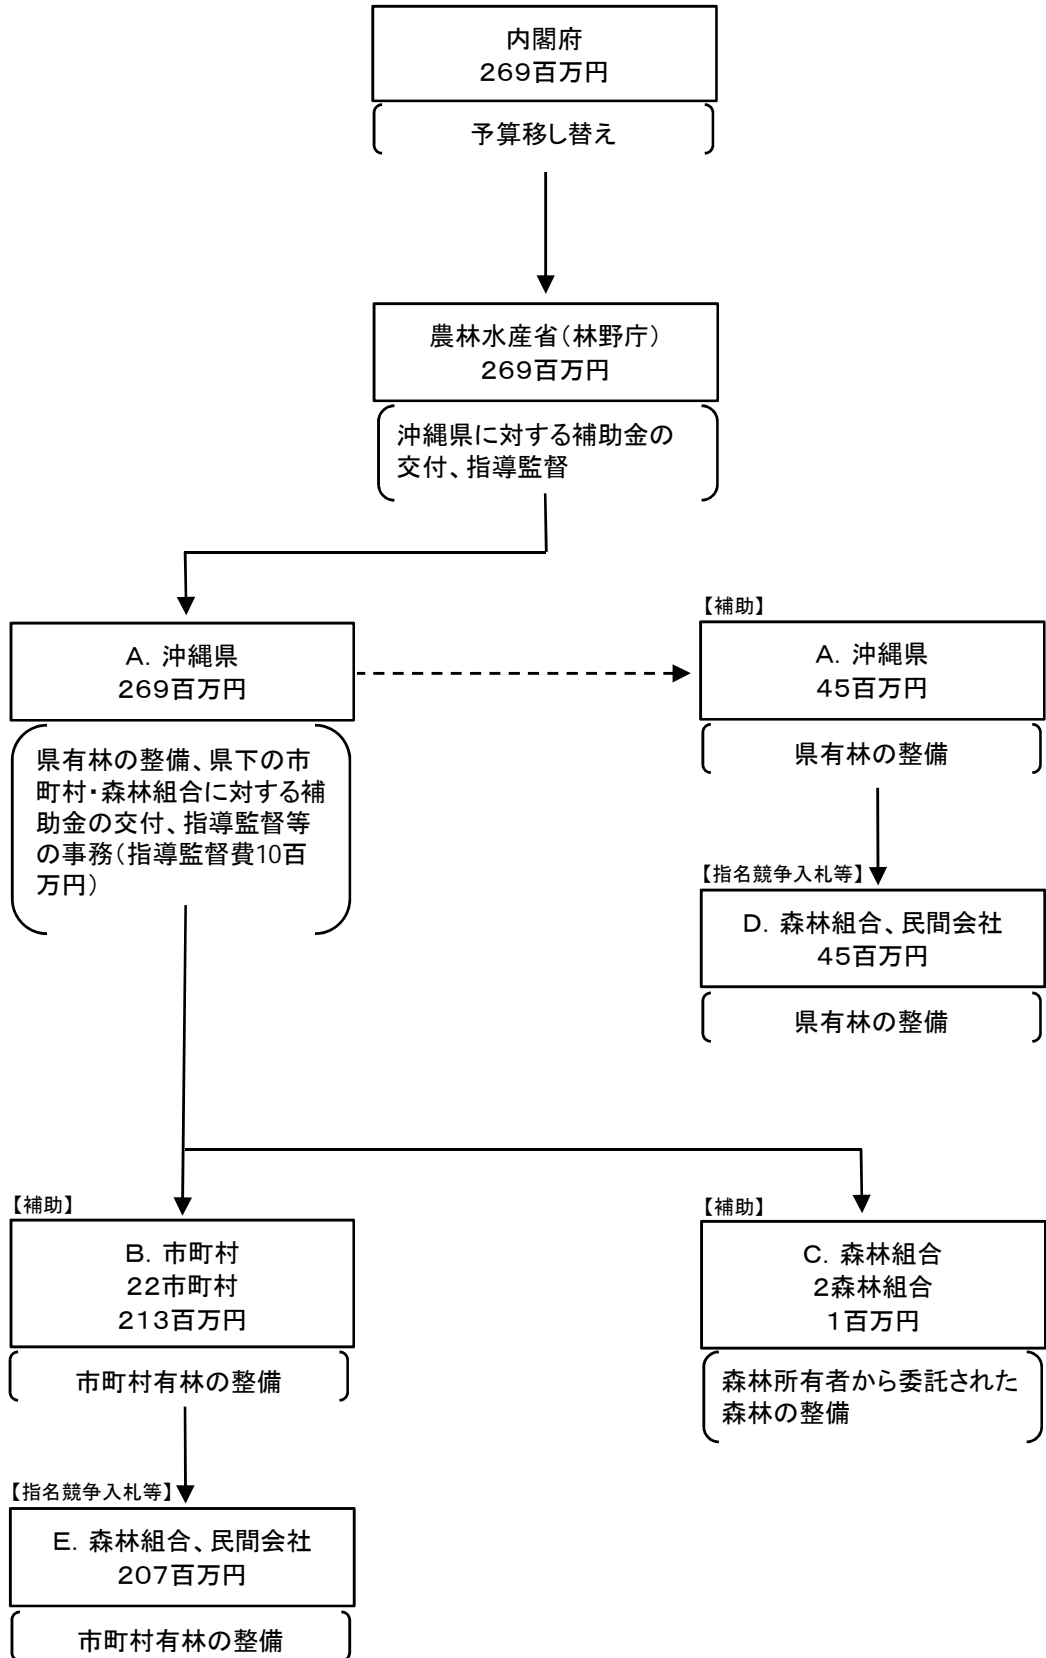 内閣府
269百万円
予算移し替え
農林水産省（林野庁）
269百万円
沖縄県に対する補助金の
交付、指導監督
A．沖縄県
269百万円
県有林の整備、県下の市
町村・森林組合に対する補
助金の交付、指導監督等
の事務（指導監督費10百
万円）
【補助】
A．沖縄県
45百万円
県有林の整備
【指名競争入札等】
D．森林組合、民間会社
45百万円
県有林の整備
【補助】
B．市町村
22市町村
213百万円
市町村有林の整備
【補助】
C．森林組合
2森林組合
1百万円
森林所有者から委託された
森林の整備
【指名競争入札等】
E．森林組合、民間会社
207百万円
市町村有林の整備